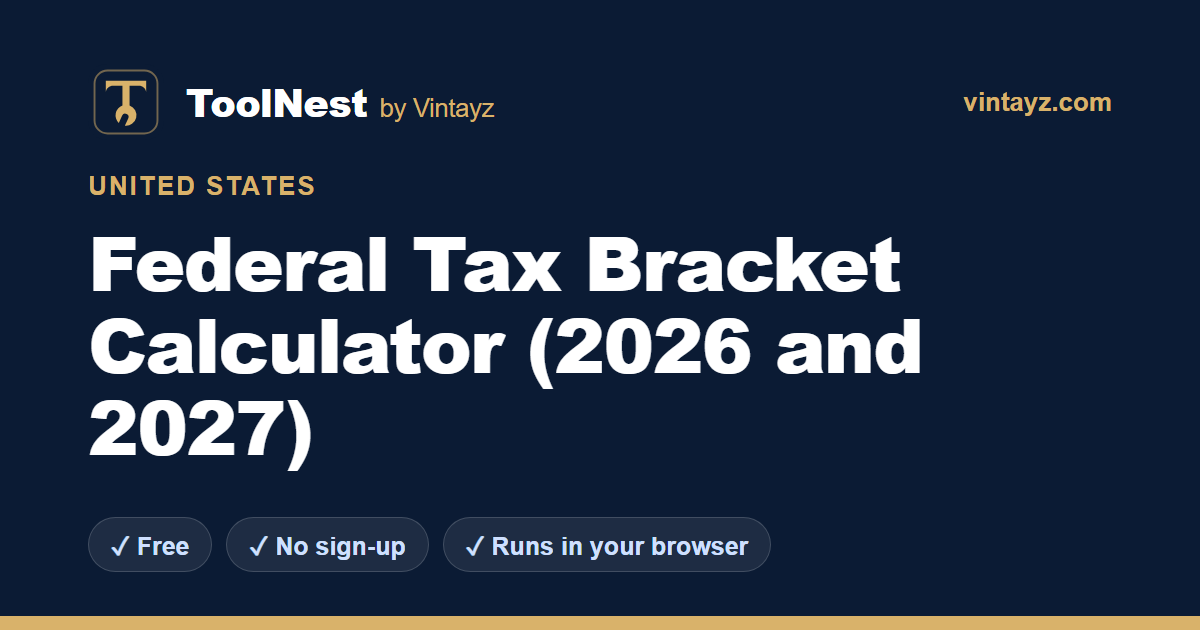 ToolNest by Vintayz
vintayz.com
UNITED STATES
Federal Tax Bracket
Calculator (2026 and
2027)
✓ Free
✓ No sign-up
✓ Runs in your browser